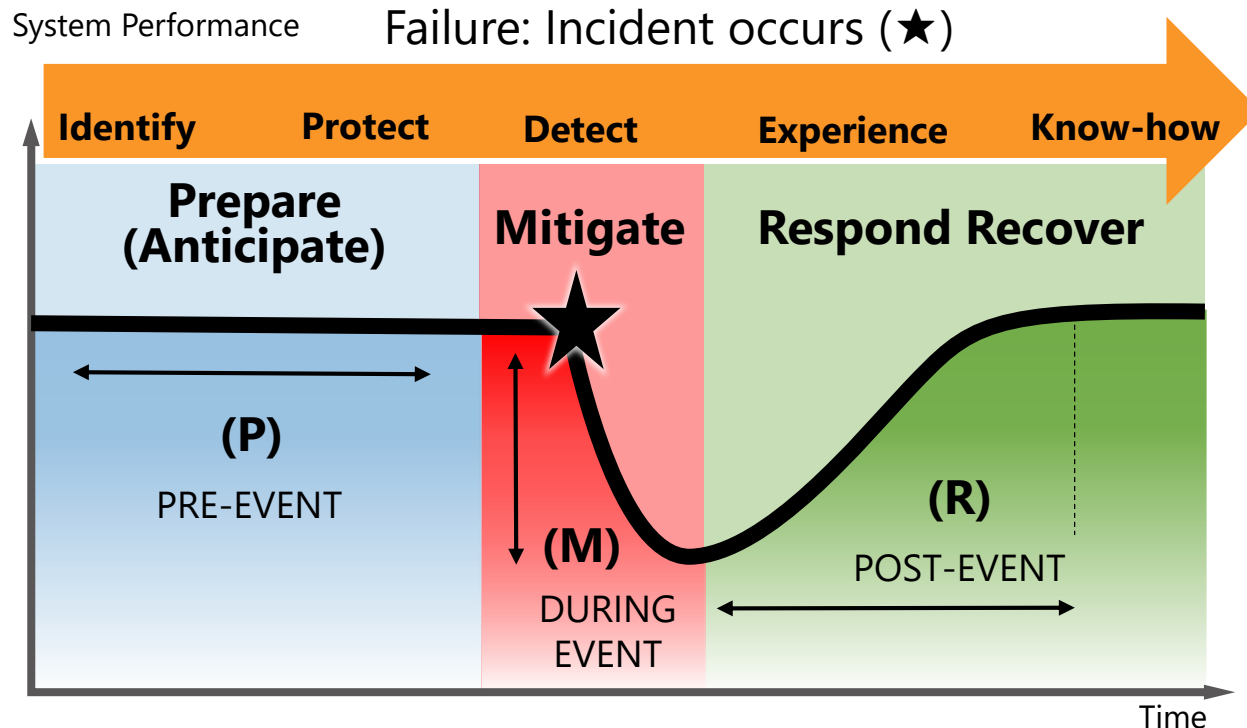 System Performance
Failure: Incident occurs (★)
Identify
Protect
Detect
Experience
Know-how
Prepare
(Anticipate)
Mitigate
Respond Recover
(P)
PRE-EVENT
(M)
DURING
EVENT
(R)
POST-EVENT
Time